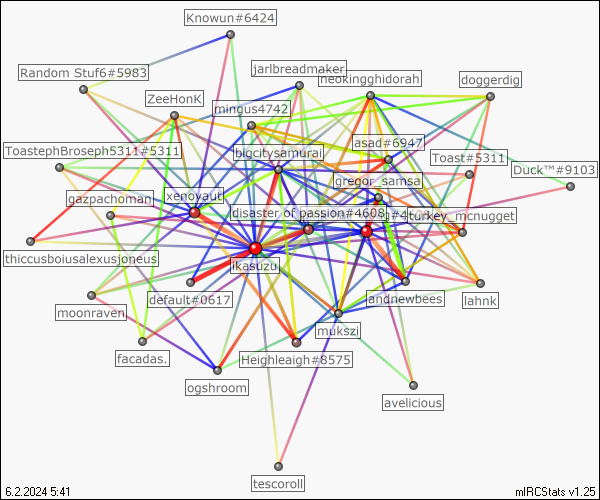 Knowun#6424
Random Stuf6#5983
jarlbreadmaker
neokingghidorah
doggerdig
ZeeHonK
mingus4742
asad#6947
ToastephBroseph5311#5311
bigcitysamurai
Toast#5311
Duck™#9103
gregor_samsa
xenoyaut
gazpachoman
disaster of passion#4608
turkey_mcnugget
thiccusboiusalexusjoneus
ikasuzu
default#0617
andnewbees
lahnk
moonraven
mukszi
facadas.
Heighleaigh#8575
ogshroom
avelicious
tescoroll
6.2.2024 5:41
mIRCStats v1.25